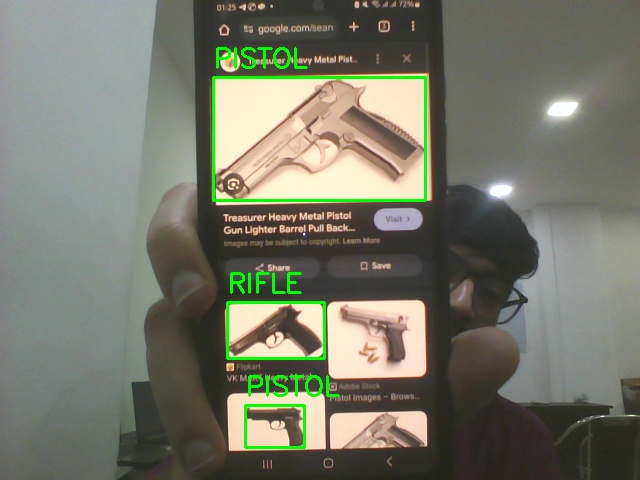 01:25
72%
google.com/sear
PISTOL
Treasurer Heavy Metal Pist...
Treasurer Heavy Metal Pistol
Gun Lighter Barrel Pull Back...
Visit >
Images may be subject to copyright. Learn More
Share
Save
RIFLE
Flipkart
VK
PISTOL
Adobe Stock
Pistol Images – Brows...